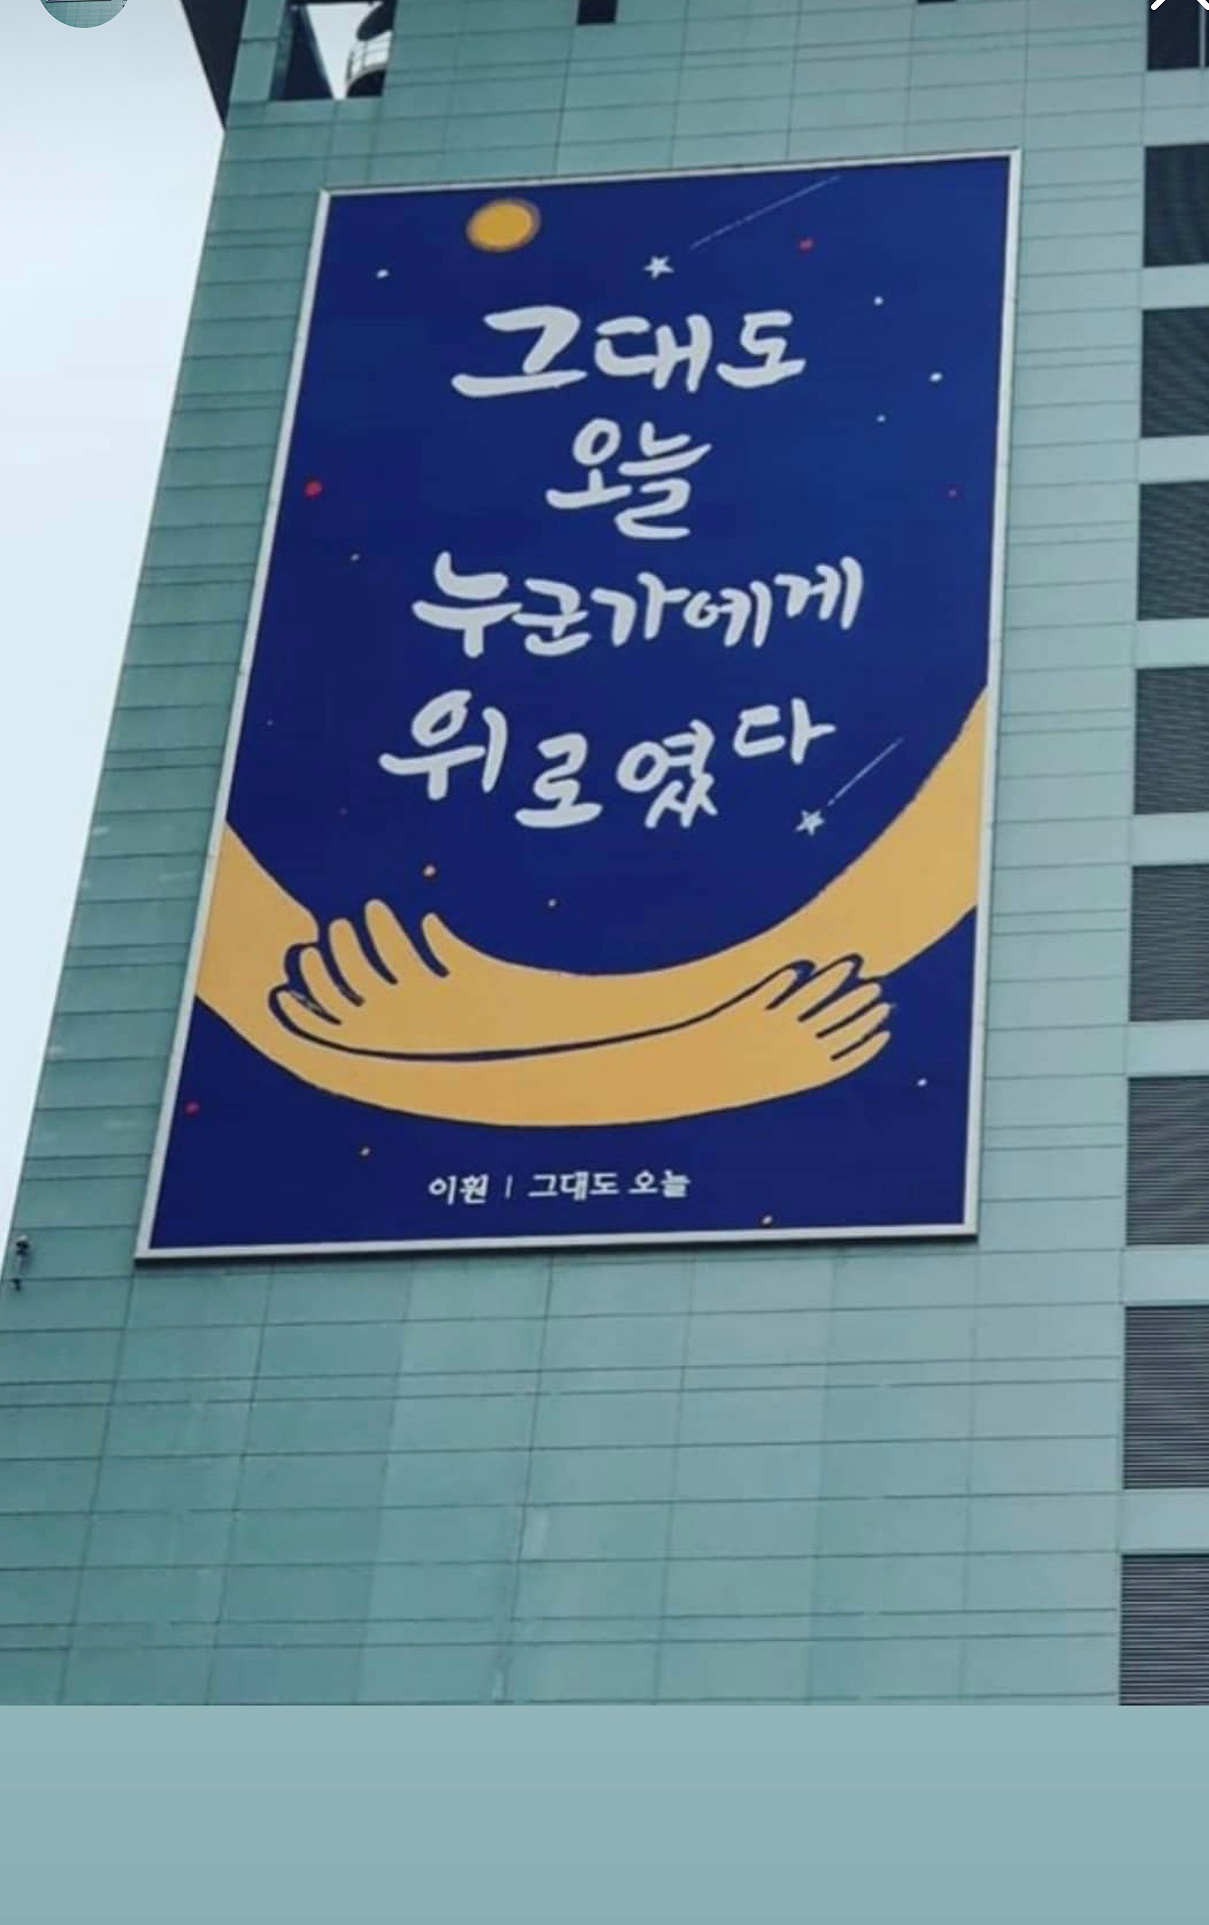 그대도
오늘
누군가에게
위로였다
이훤 | 그대도 오늘